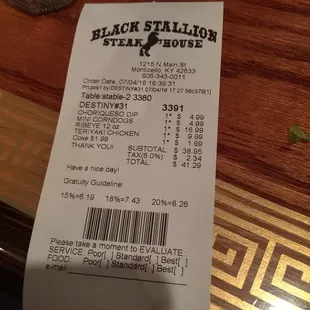 BLACK STALLION
STEAK HOUSE
1215 N Main St
Monticello, KY 42633
606-343-0011
Order Date: 07/04/16 16:39:31
Table:stable-2 3380
DESTINY#31 3391
CHORIQUESO DIP 1* $ 4.99
MINI CORNDOGS 1* $ 4.99
RIBEYE 12 oz 1* $ 16.99
TERIYAKI CHICKEN 1* $ 9.99
Coke $1.99 1* $ 1.99
THANK YOU! SUBTOTAL $ 38.95
TAX(6.0%) $ 2.34
TOTAL $ 41.29
Have a nice day!
Gratuity Guideline:
15%=6.19 18%=7.43 20%=8.26
Please take a moment to EVALUATE
SERVICE: Poor[ ] Standard[ ] Best[ ]
FOOD: Poor[ ] Standard[ ] Best[ ]
e-mail: